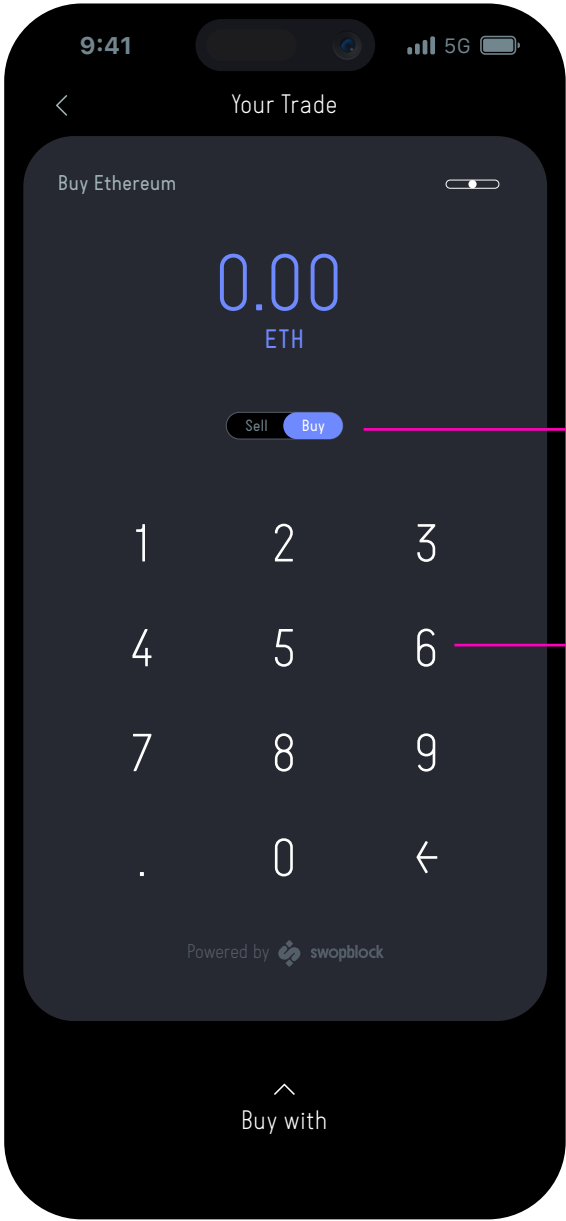 9:41 5G
Your Trade
Buy Ethereum
0.00
ETH
Sell Buy
1 2 3
4 5 6
7 8 9
. 0 ←
Powered by swopblock
Buy with